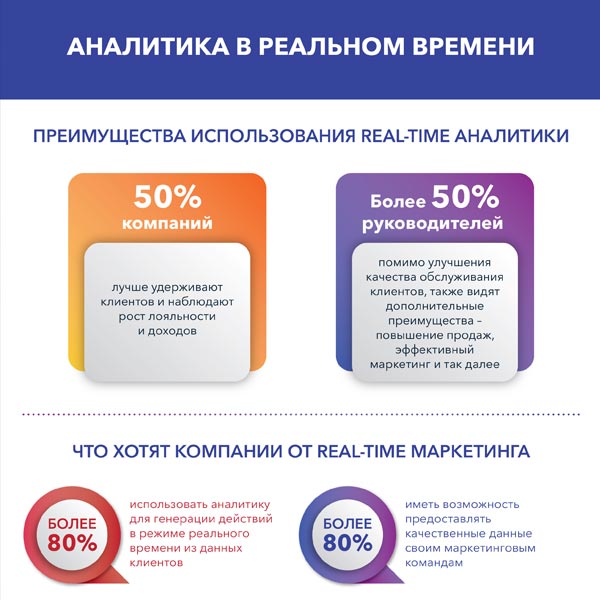 АНАЛИТИКА В РЕАЛЬНОМ ВРЕМЕНИ
ПРЕИМУЩЕСТВА ИСПОЛЬЗОВАНИЯ REAL-TIME АНАЛИТИКИ
50%
компаний
лучше удерживают
клиентов и наблюдают
рост лояльности
и доходов
Более 50%
руководителей
помимо улучшения
качества обслуживания
клиентов, также видят
дополнительные
преимущества –
повышение продаж,
эффективный
маркетинг и так далее
ЧТО ХОТЯТ КОМПАНИИ ОТ REAL-TIME МАРКЕТИНГА
БОЛЕЕ
80%
использовать аналитику
для генерации действий
в режиме реального
времени из данных
клиентов
БОЛЕЕ
80%
иметь возможность
предоставлять
качественные данные
своим маркетинговым
командам